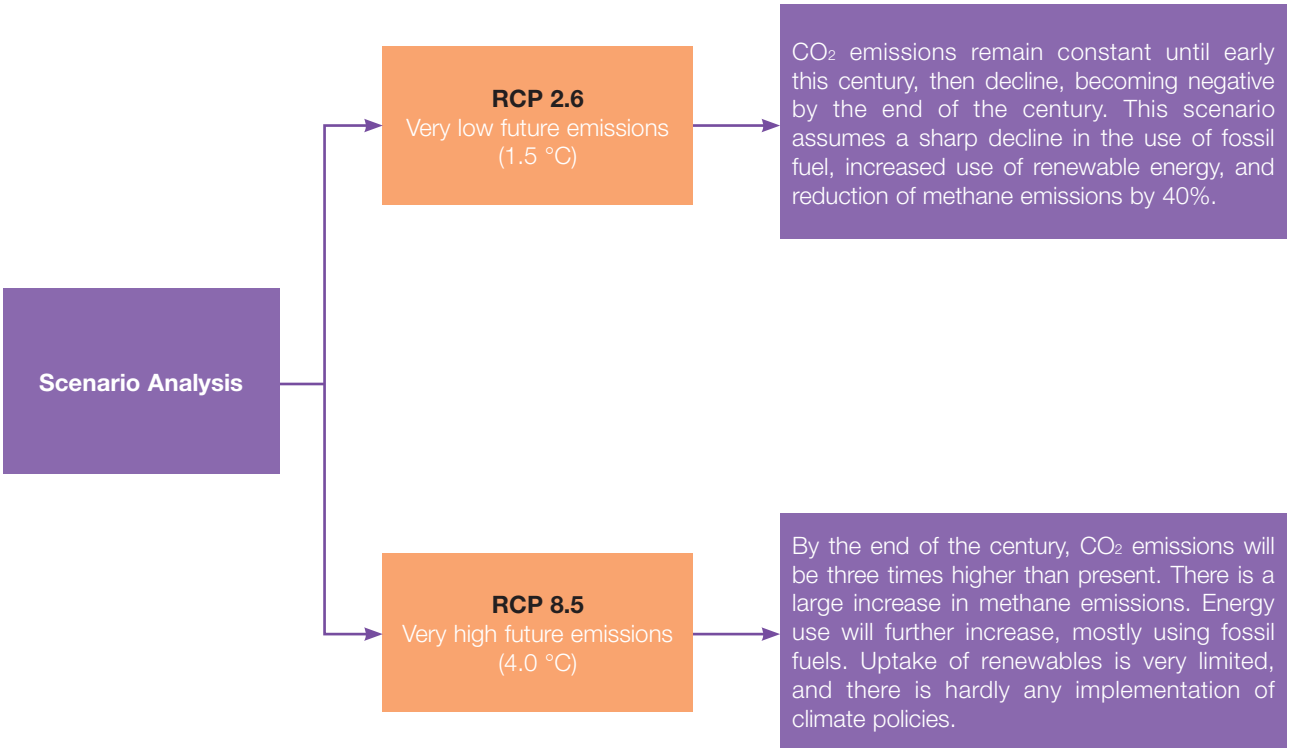 Scenario Analysis
RCP 2.6
Very low future emissions
(1.5 °C)
CO₂ emissions remain constant until early
this century, then decline, becoming negative
by the end of the century. This scenario
assumes a sharp decline in the use of fossil
fuel, increased use of renewable energy, and
reduction of methane emissions by 40%.
RCP 8.5
Very high future emissions
(4.0 °C)
By the end of the century, CO₂ emissions will
be three times higher than present. There is a
large increase in methane emissions. Energy
use will further increase, mostly using fossil
fuels. Uptake of renewables is very limited,
and there is hardly any implementation of
climate policies.